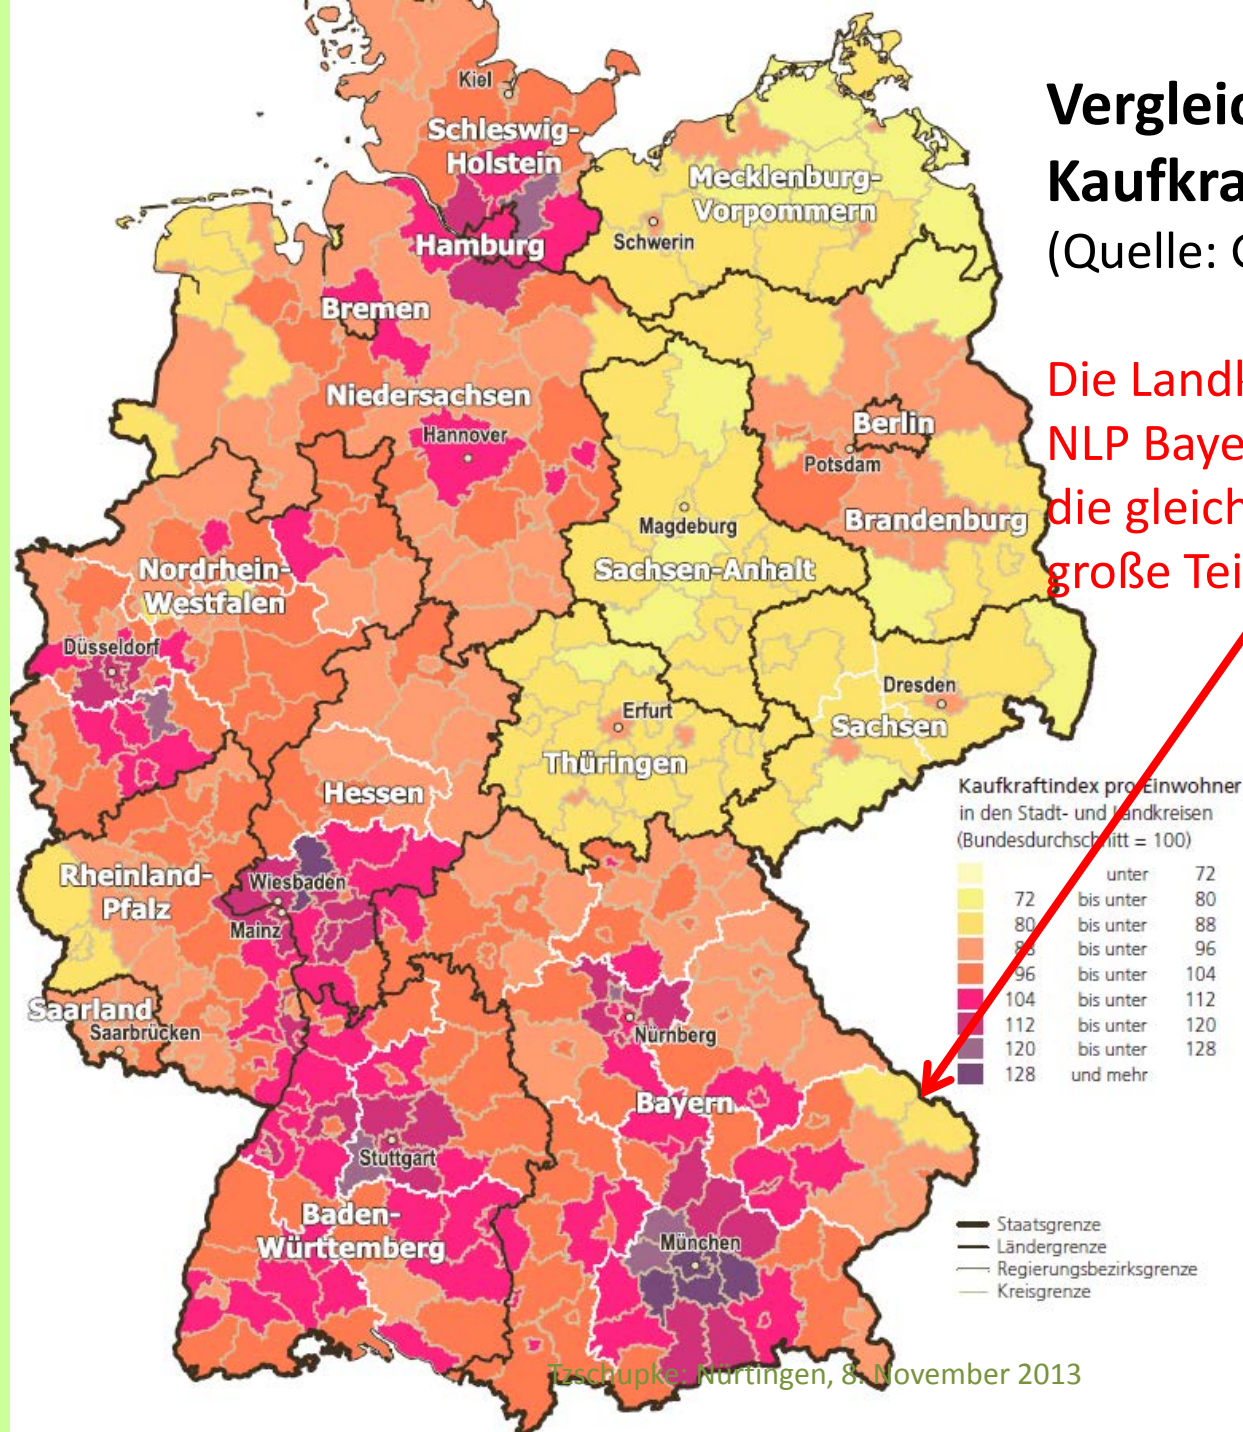 Vergleic
Kaufkra
(Quelle: G
Die Landk
NLP Baye
die gleich
große Tei
Kiel
Schleswig-
Holstein
Mecklenburg-
Vorpommern
Schwerin
Hamburg
Bremen
Niedersachsen
Hannover
Berlin
Potsdam
Brandenburg
Magdeburg
Sachsen-Anhalt
Nordrhein-
Westfalen
Düsseldorf
Dresden
Sachsen
Erfurt
Thüringen
Hessen
Rheinland-
Pfalz
Wiesbaden
Mainz
Saarland
Saarbrücken
Nürnberg
Bayern
Stuttgart
Baden-
Württemberg
München
Kaufkraftindex pro Einwohner
in den Stadt- und Landkreisen
(Bundesdurchschnitt = 100)
unter 72
72 bis unter 80
80 bis unter 88
88 bis unter 96
96 bis unter 104
104 bis unter 112
112 bis unter 120
120 bis unter 128
128 und mehr
Staatsgrenze
Ländergrenze
Regierungsbezirksgrenze
Kreisgrenze
Tzschupke: Nürtingen, 8. November 2013